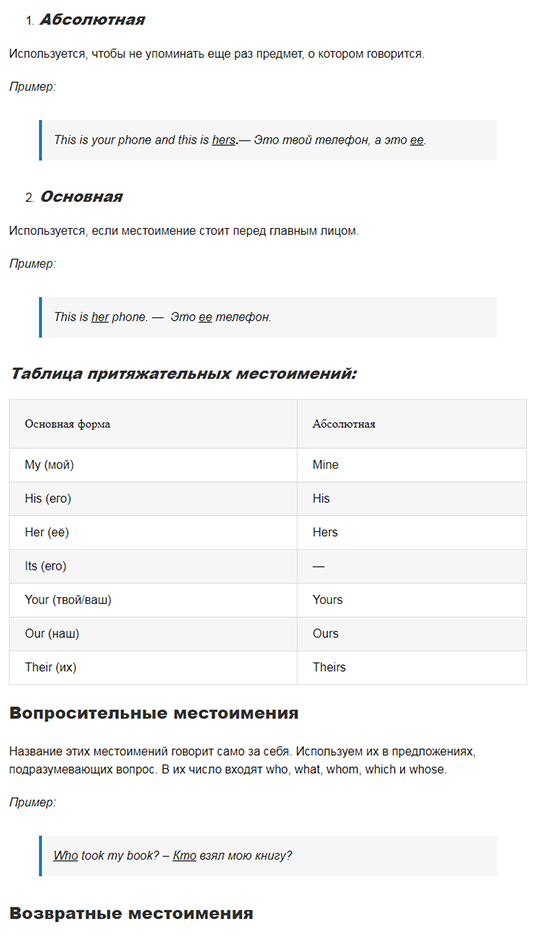 1. Абсолютная
Используется, чтобы не упоминать еще раз предмет, о котором говорится.
Пример:
This is your phone and this is hers.— Это твой телефон, а это ее.
2. Основная
Используется, если местоимение стоит перед главным лицом.
Пример:
This is her phone. — Это ее телефон.
Таблица притяжательных местоимений:
Основная форма Абсолютная
My (мой) Mine
His (его) His
Her (её) Hers
Its (его) —
Your (твой/ваш) Yours
Our (наш) Ours
Their (их) Theirs
Вопросительные местоимения
Название этих местоимений говорит само за себя. Используем их в предложениях,
подразумевающих вопрос. В их число входят who, what, whom, which и whose.
Пример:
Who took my book? – Кто взял мою книгу?
Возвратные местоимения